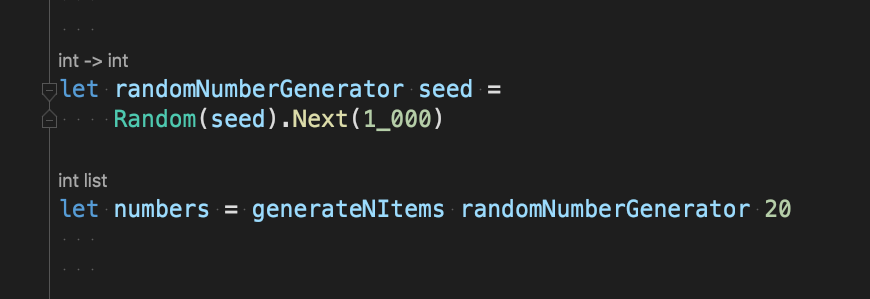 int -> int
let randomNumberGenerator seed =
    Random(seed).Next(1_000)
int list
let numbers = generateNItems randomNumberGenerator 20